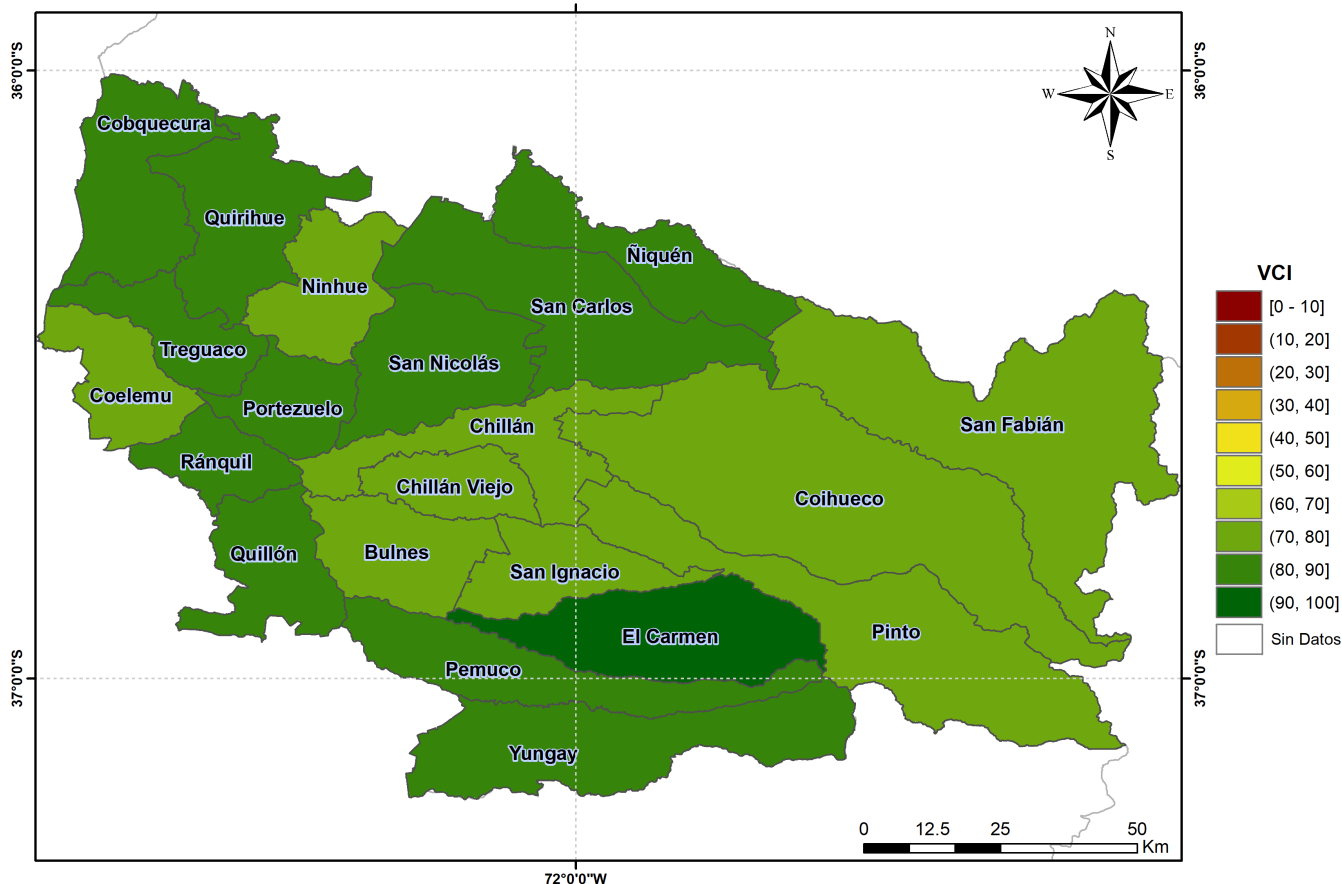 N
W E
S
36°0'0"S
36°0'0"S
Cobquecura
Quirihue
Ñiquén
Ninhue
San Carlos
Treguaco
San Nicolás
Coelemu
Portezuelo
Chillán
San Fabián
Ránquil
Chillán Viejo
Coihueco
Quillón
Bulnes
San Ignacio
El Carmen
Pinto
Pemuco
Yungay
37°0'0"S
37°0'0"S
VCI
[0 - 10]
(10, 20]
(20, 30]
(30, 40]
(40, 50]
(50, 60]
(60, 70]
(70, 80]
(80, 90]
(90, 100]
Sin Datos
0 12.5 25 50
Km
72°0'0"W